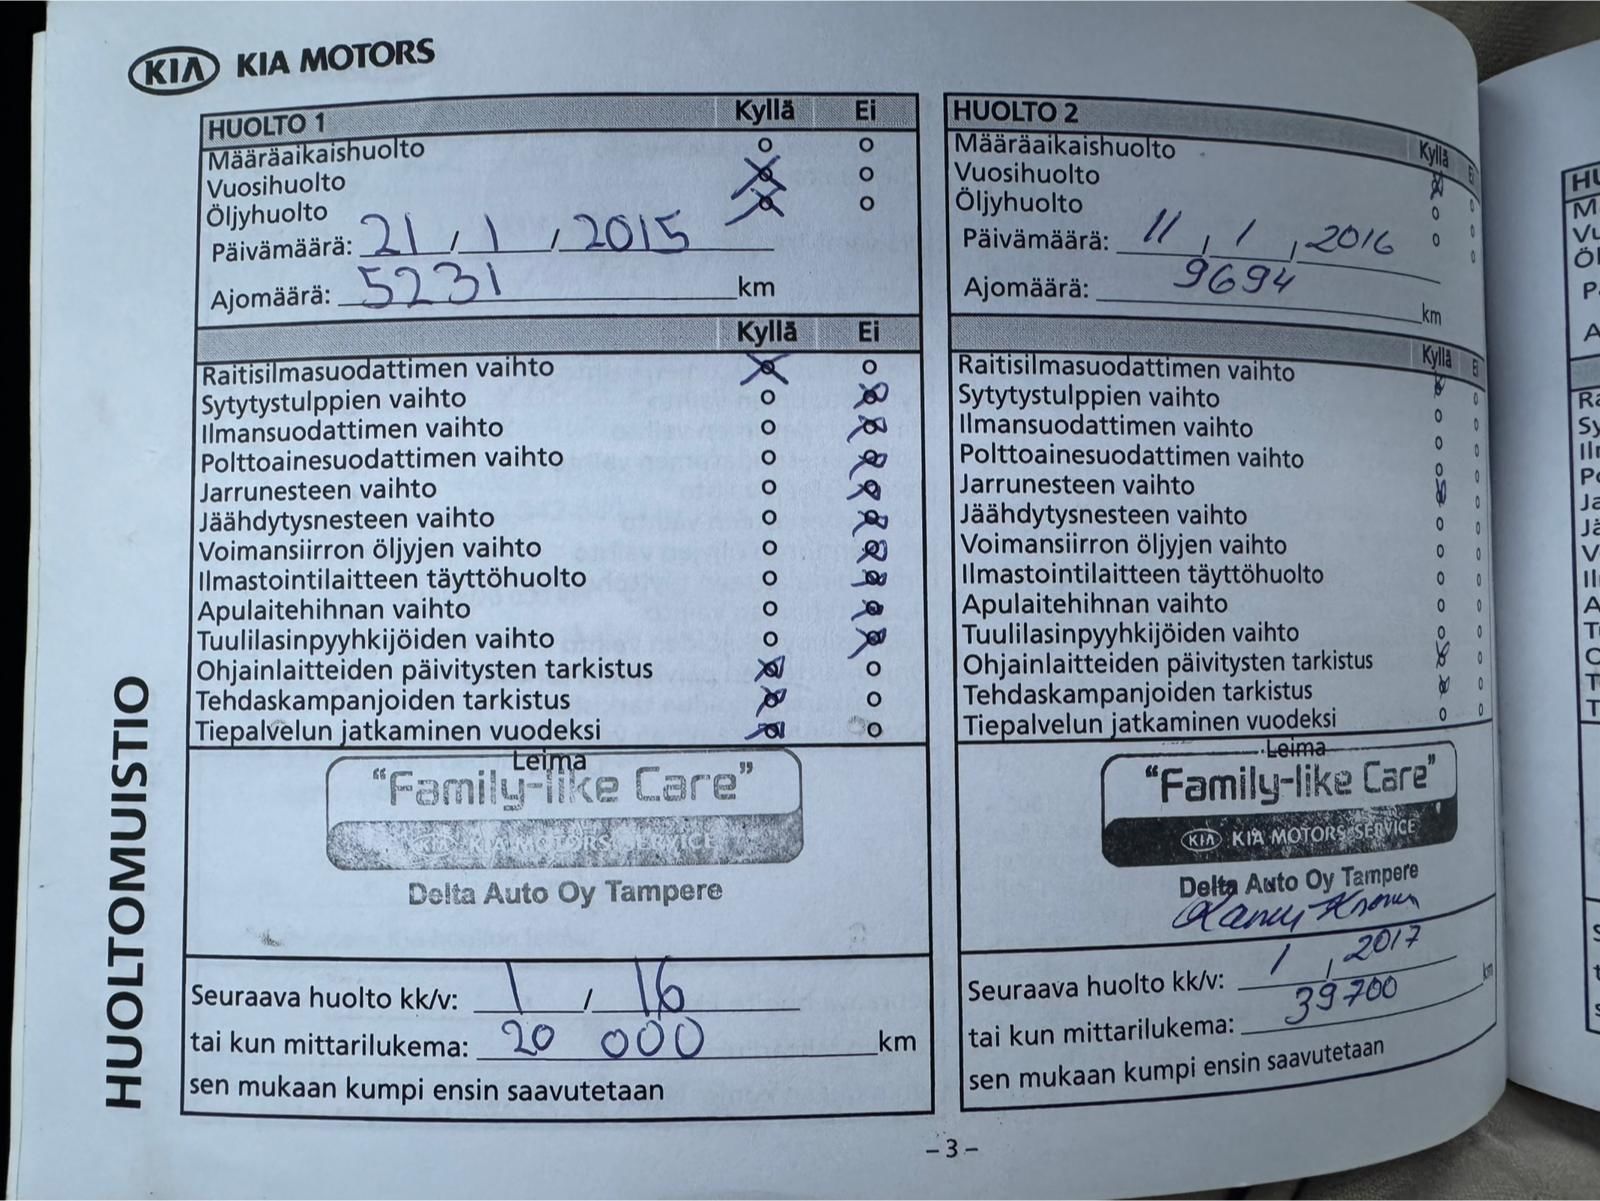 KIA KIA MOTORS
HUOLTO 1 Kyllä Ei
Määräaikaishuolto
Vuosihuolto
Öljyhuolto
Päivämäärä: 21 / 1 / 2015
Ajomäärä: 5231 km
Kyllä Ei
Raitisilmasuodattimen vaihto
Sytytystulppien vaihto
Ilmansuodattimen vaihto
Polttoainesuodattimen vaihto
Jarrunesteen vaihto
Jäähdytysnesteen vaihto
Voimansiirron öljyjen vaihto
Ilmastointilaitteen täyttöhuolto
Apulaitehihnan vaihto
Tuulilasinpyyhkijöiden vaihto
Ohjainlaitteiden päivitysten tarkistus
Tehdaskampanjoiden tarkistus
Tiepalvelun jatkaminen vuodeksi
Leima
"Family-like Care"
KIA KIA MOTORS SERVICE
Delta Auto Oy Tampere
Seuraava huolto kk/v: 1 / 16
tai kun mittarilukema: 20 000 km
sen mukaan kumpi ensin saavutetaan
HUOLTO 2 Kyllä Ei
Määräaikaishuolto
Vuosihuolto
Öljyhuolto
Päivämäärä: 11 / 1 / 2016
Ajomäärä: 9694 km
Kyllä Ei
Raitisilmasuodattimen vaihto
Sytytystulppien vaihto
Ilmansuodattimen vaihto
Polttoainesuodattimen vaihto
Jarrunesteen vaihto
Jäähdytysnesteen vaihto
Voimansiirron öljyjen vaihto
Ilmastointilaitteen täyttöhuolto
Apulaitehihnan vaihto
Tuulilasinpyyhkijöiden vaihto
Ohjainlaitteiden päivitysten tarkistus
Tehdaskampanjoiden tarkistus
Tiepalvelun jatkaminen vuodeksi
Leima
"Family-like Care"
KIA KIA MOTORS SERVICE
Delta Auto Oy Tampere
Seuraava huolto kk/v: 1 / 2017
tai kun mittarilukema: 39700 km
sen mukaan kumpi ensin saavutetaan
HUOLTOMUISTIO
– 3 –